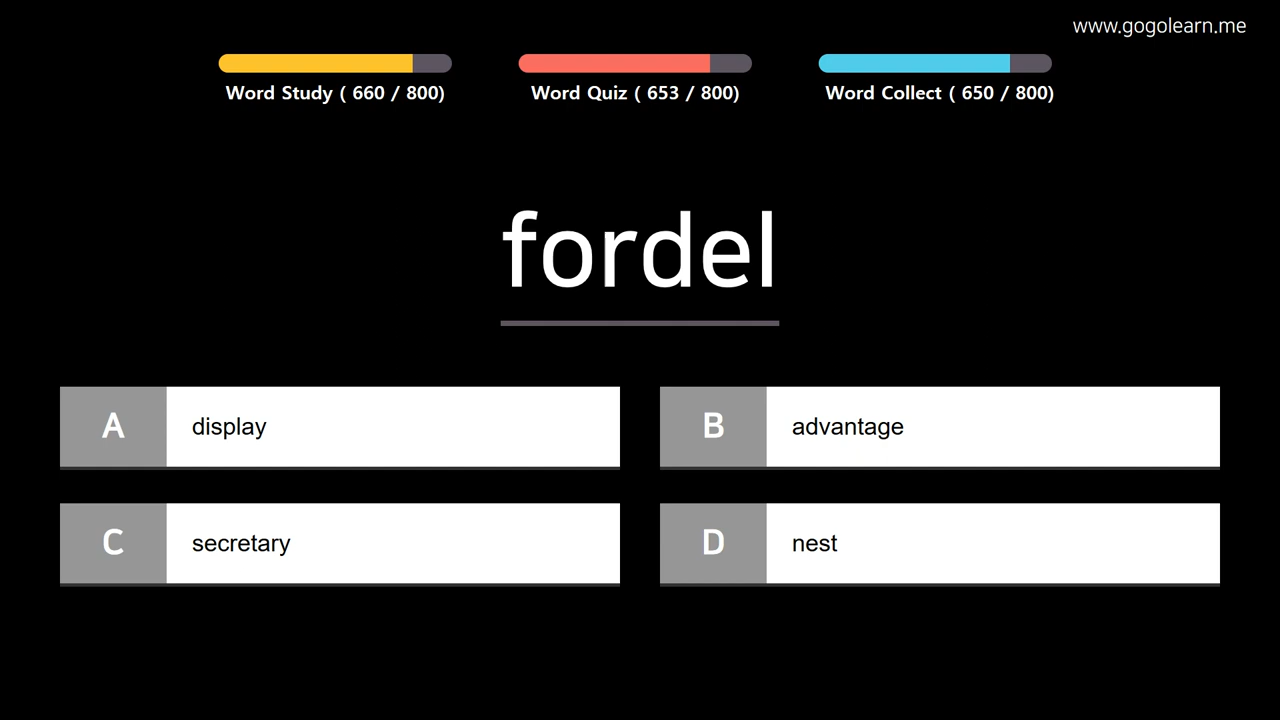 www.gogolearn.me
Word Study ( 660 / 800)
Word Quiz ( 653 / 800)
Word Collect ( 650 / 800)
fordel
A display
B advantage
C secretary
D nest